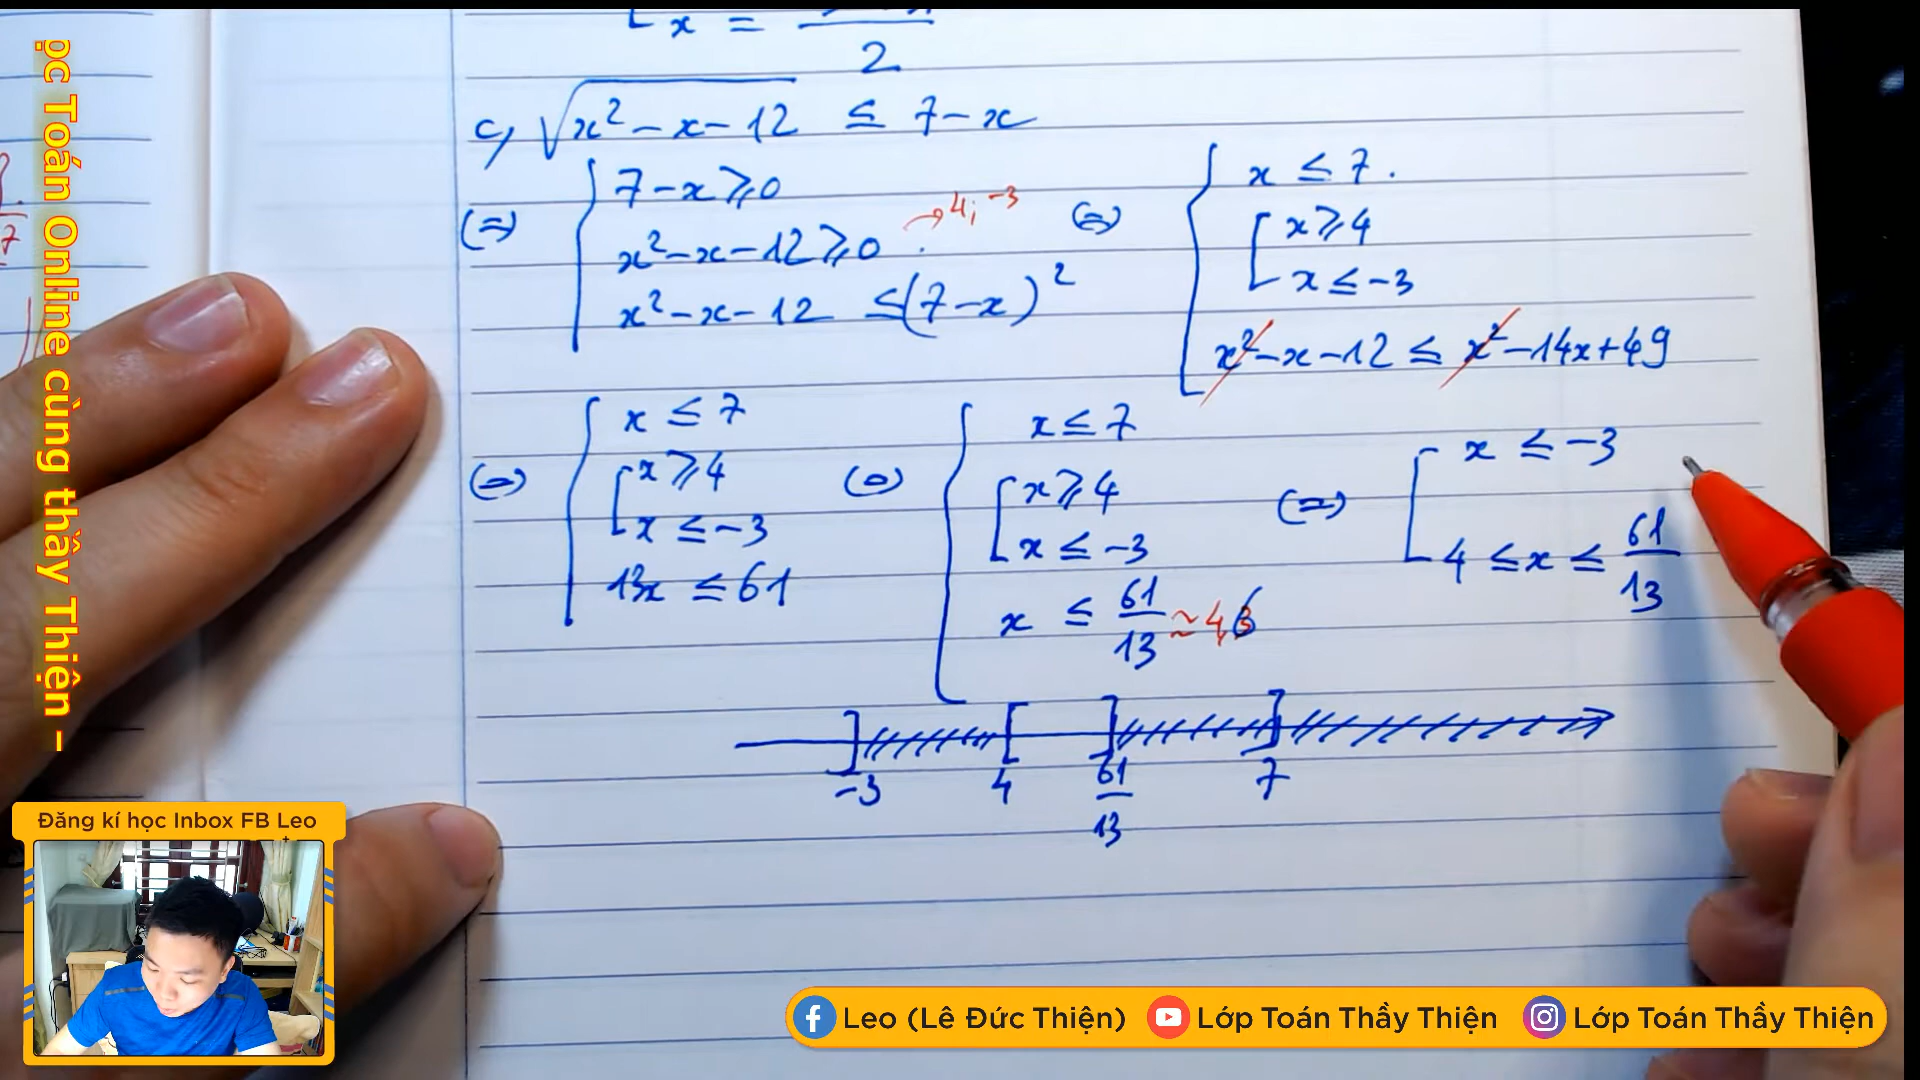 x = 2
c, √(x² - x - 12) ≤ 7 - x
(=) { 7 - x ≥ 0
x² - x - 12 ≥ 0 → 4; -3
x² - x - 12 ≤ (7 - x)²
(=) { x ≤ 7.
[ x ≥ 4
x ≤ -3
x² - x - 12 ≤ x² - 14x + 49
(=) { x ≤ 7
[ x ≥ 4
x ≤ -3
13x ≤ 61
(=) { x ≤ 7
[ x ≥ 4
x ≤ -3
x ≤ 61/13 ≈ 4,6
(=) [ x ≤ -3
4 ≤ x ≤ 61/13
-3 4 61/13 7
ọc Toán Online cùng thầy Thiện –
7
Đăng kí học Inbox FB Leo
Leo (Lê Đức Thiện)
Lớp Toán Thầy Thiện
Lớp Toán Thầy Thiện